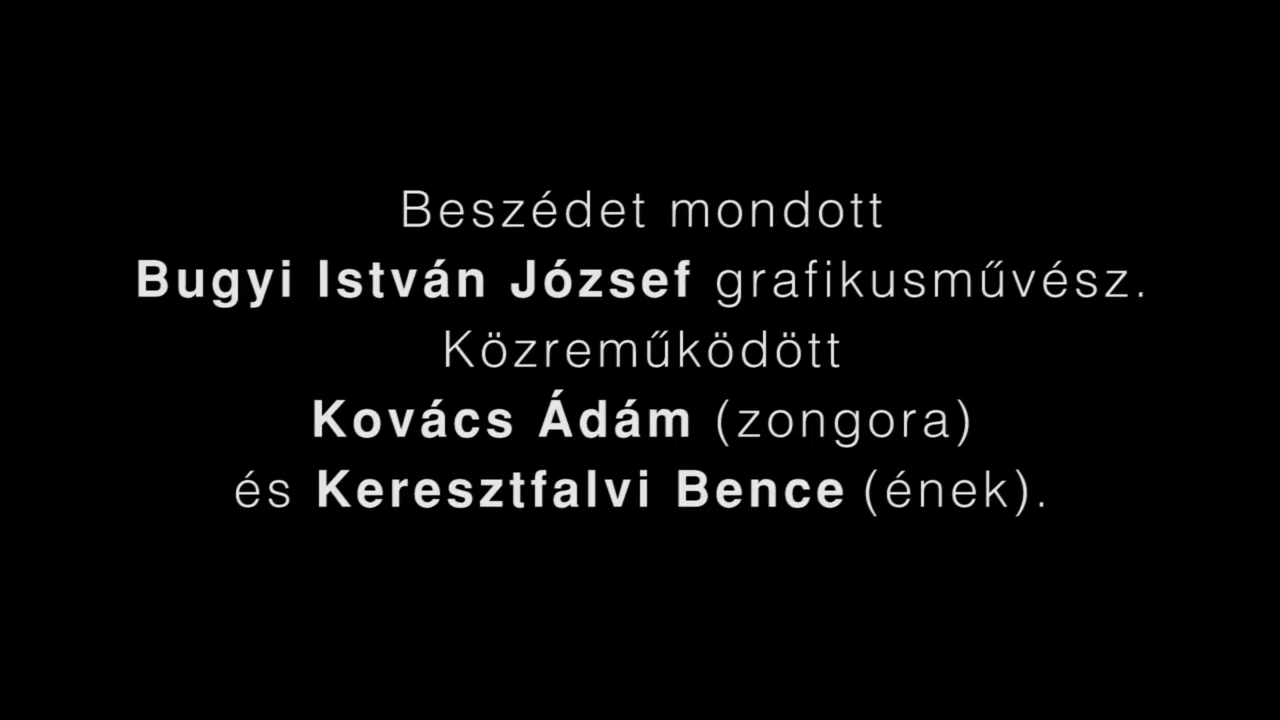 Beszédet mondott
Bugyi István József grafikusművész.
Közreműködött
Kovács Ádám (zongora)
és Keresztfalvi Bence (ének).